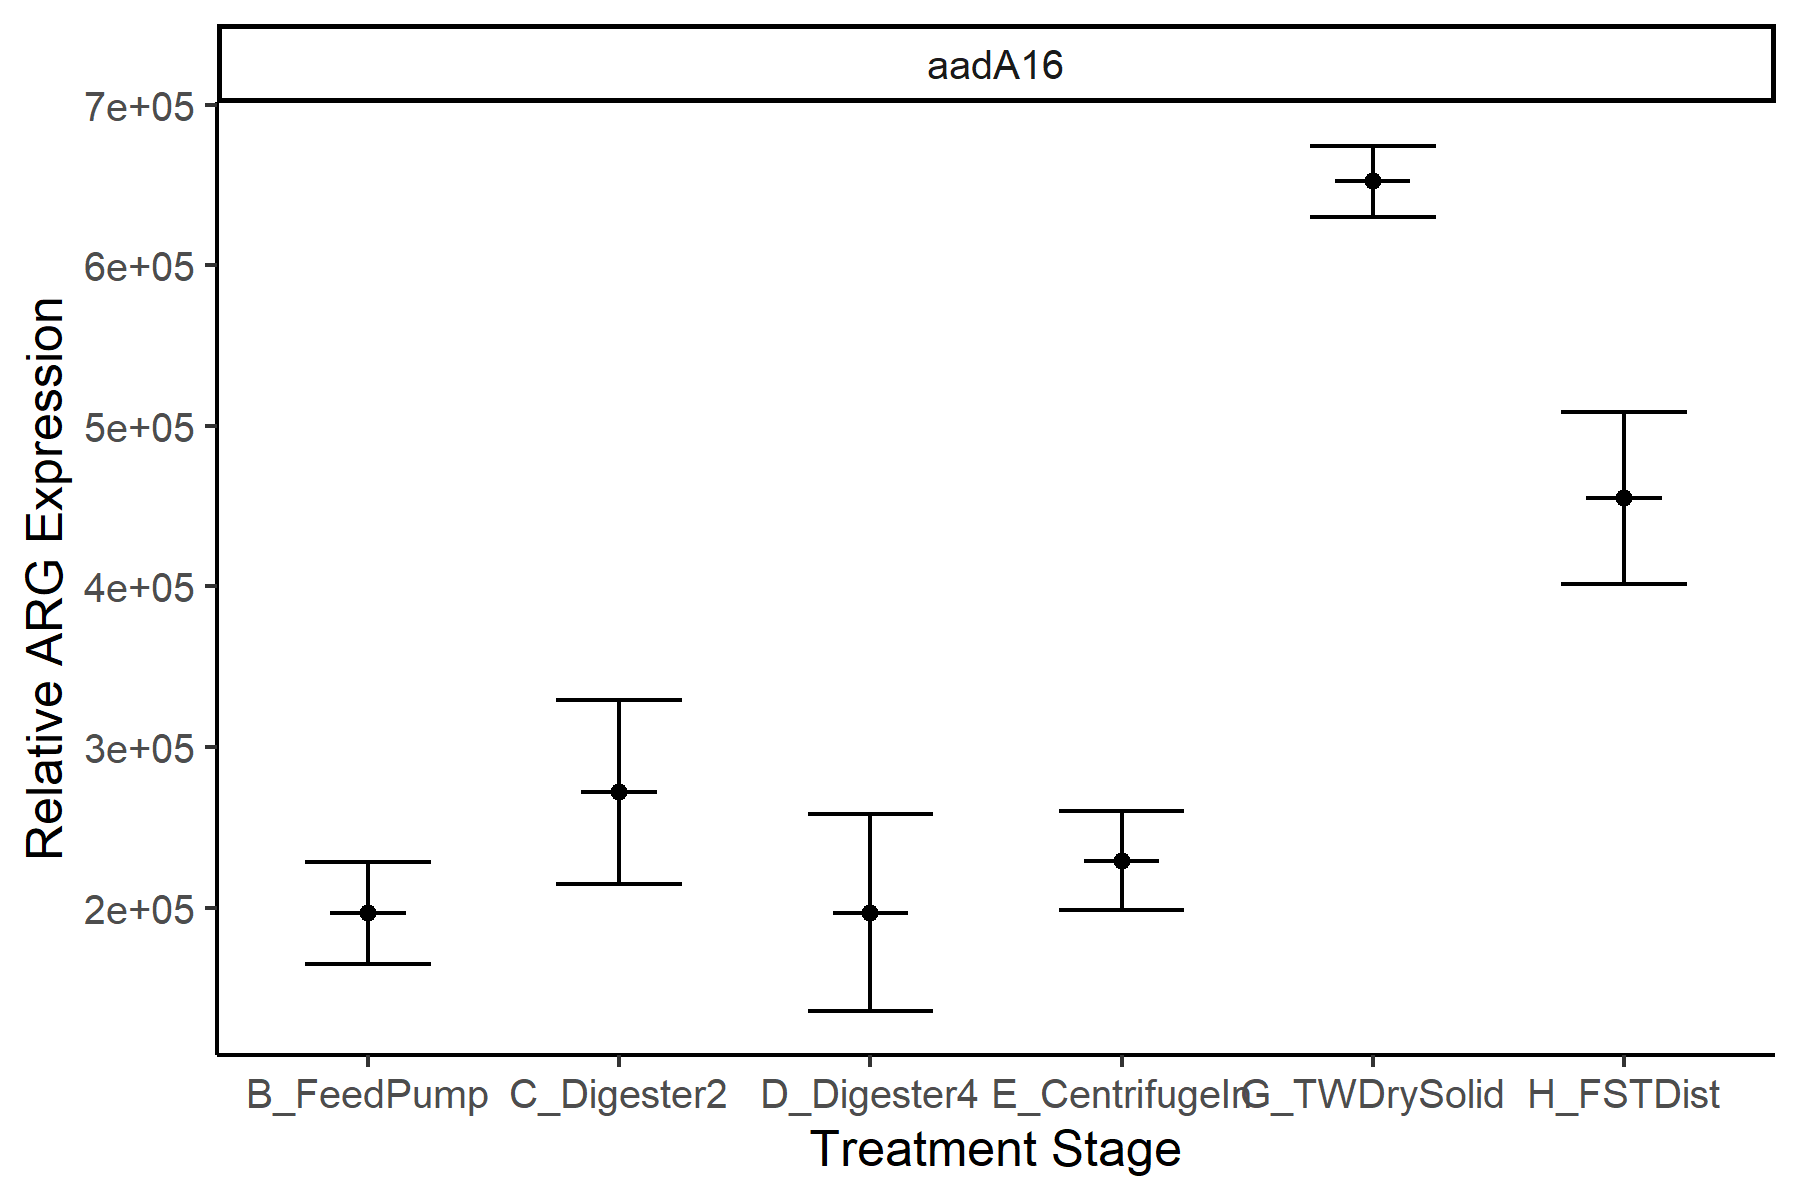 aadA16
7e+05
6e+05
5e+05
4e+05
3e+05
2e+05
Relative ARG Expression
B_FeedPump C_Digester2 D_Digester4 E_CentrifugeIn G_TWDrySolid H_FSTDist
Treatment Stage